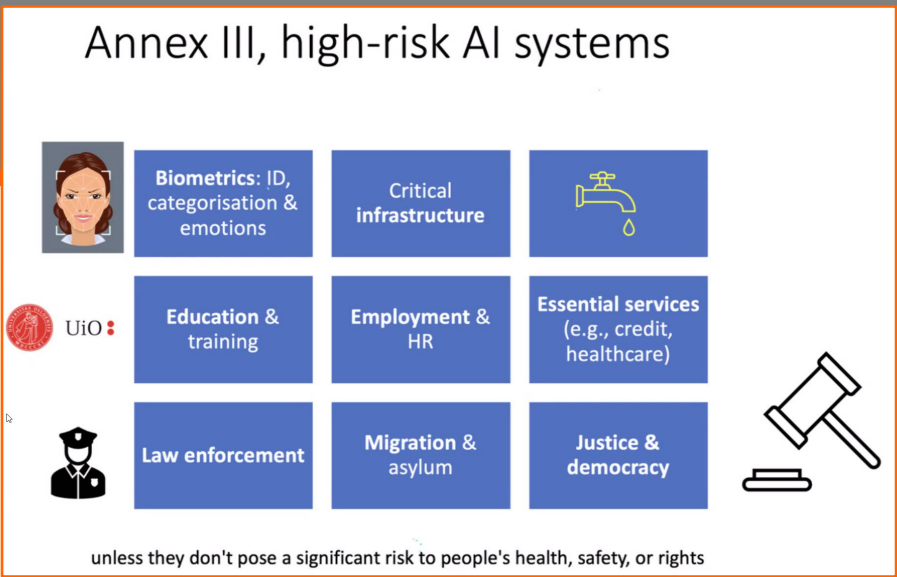 Annex III, high-risk AI systems
Biometrics: ID,
categorisation &
emotions
Critical
infrastructure
UiO:
Education &
training
Employment &
HR
Essential services
(e.g., credit,
healthcare)
Law enforcement
Migration &
asylum
Justice &
democracy
unless they don't pose a significant risk to people's health, safety, or rights